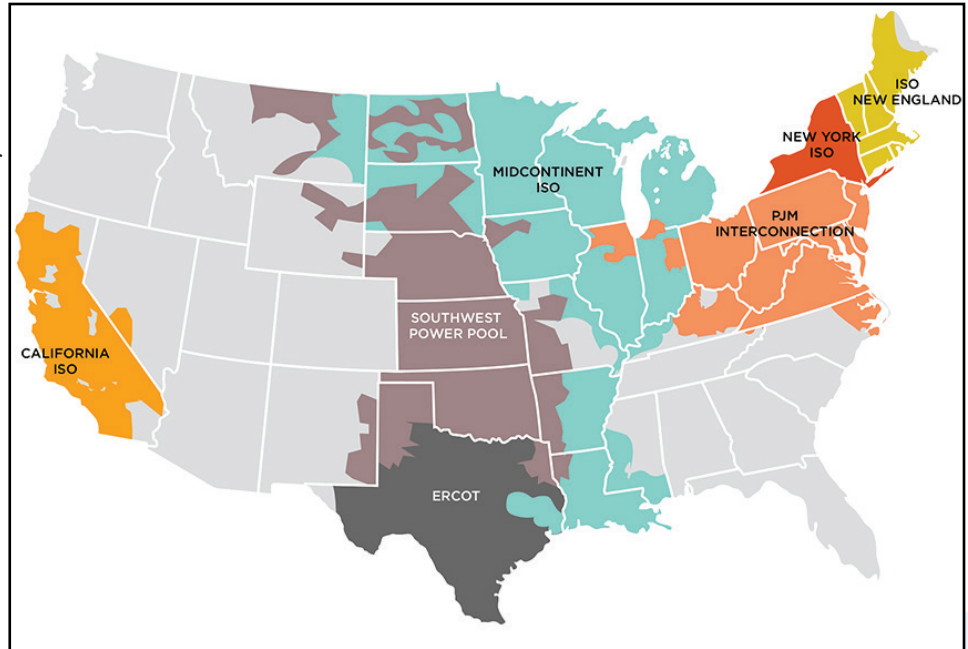 ISO
NEW ENGLAND
NEW YORK
ISO
MIDCONTINENT
ISO
PJM
INTERCONNECTION
SOUTHWEST
POWER POOL
CALIFORNIA
ISO
ERCOT